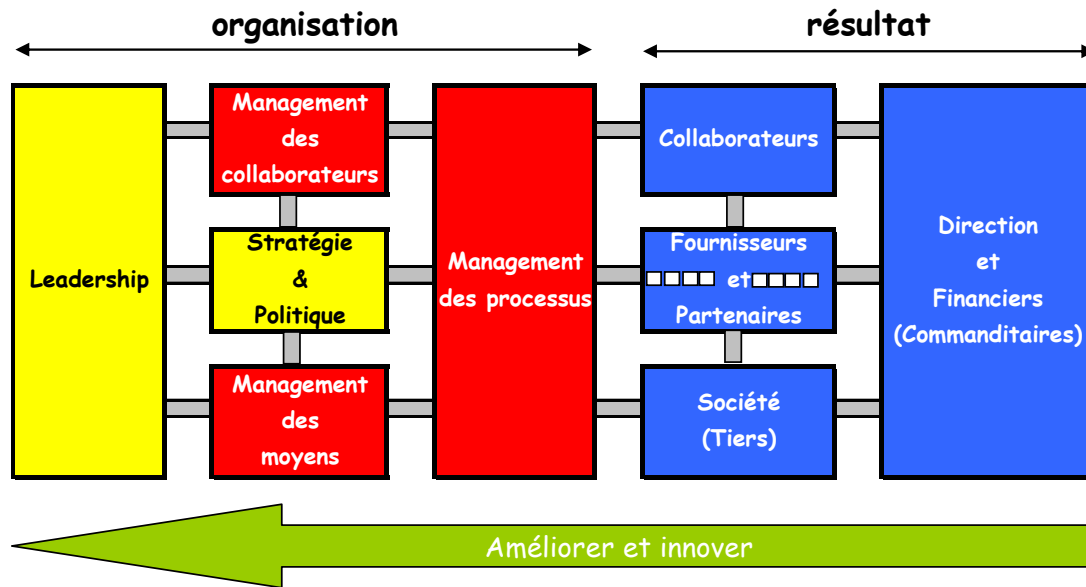 organisation
résultat
Leadership
Management
des
collaborateurs
Stratégie
&
Politique
Management
des
moyens
Management
des processus
Collaborateurs
Fournisseurs
et
Partenaires
Société
(Tiers)
Direction
et
Financiers
(Commanditaires)
Améliorer et innover